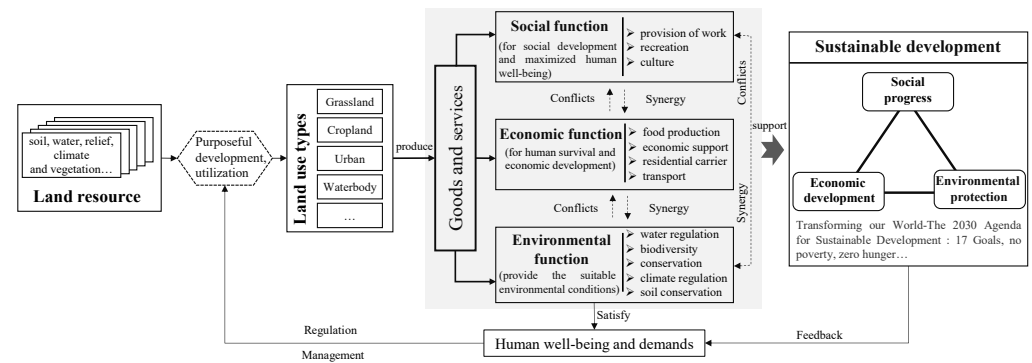 soil, water, relief,
climate
and vegetation…
Land resource
Purposeful
development,
utilization
Land use types
Grassland
Cropland
Urban
Waterbody
…
produce
Goods and services
Social function
(for social development
and maximized human
well-being)
➢ provision of work
➢ recreation
➢ culture
Conflicts
Synergy
Economic function
(for human survival and
economic development)
➢ food production
➢ economic support
➢ residential carrier
➢ transport
Conflicts
Synergy
Environmental
function
(provide the suitable
environmental conditions)
➢ water regulation
➢ biodiversity
➢ conservation
➢ climate regulation
➢ soil conservation
Conflicts
Synergy
support
Sustainable development
Social
progress
Economic
development
Environmental
protection
Transforming our World-The 2030 Agenda
for Sustainable Development : 17 Goals, no
poverty, zero hunger…
Satisfy
Human well-being and demands
Feedback
Regulation
Management